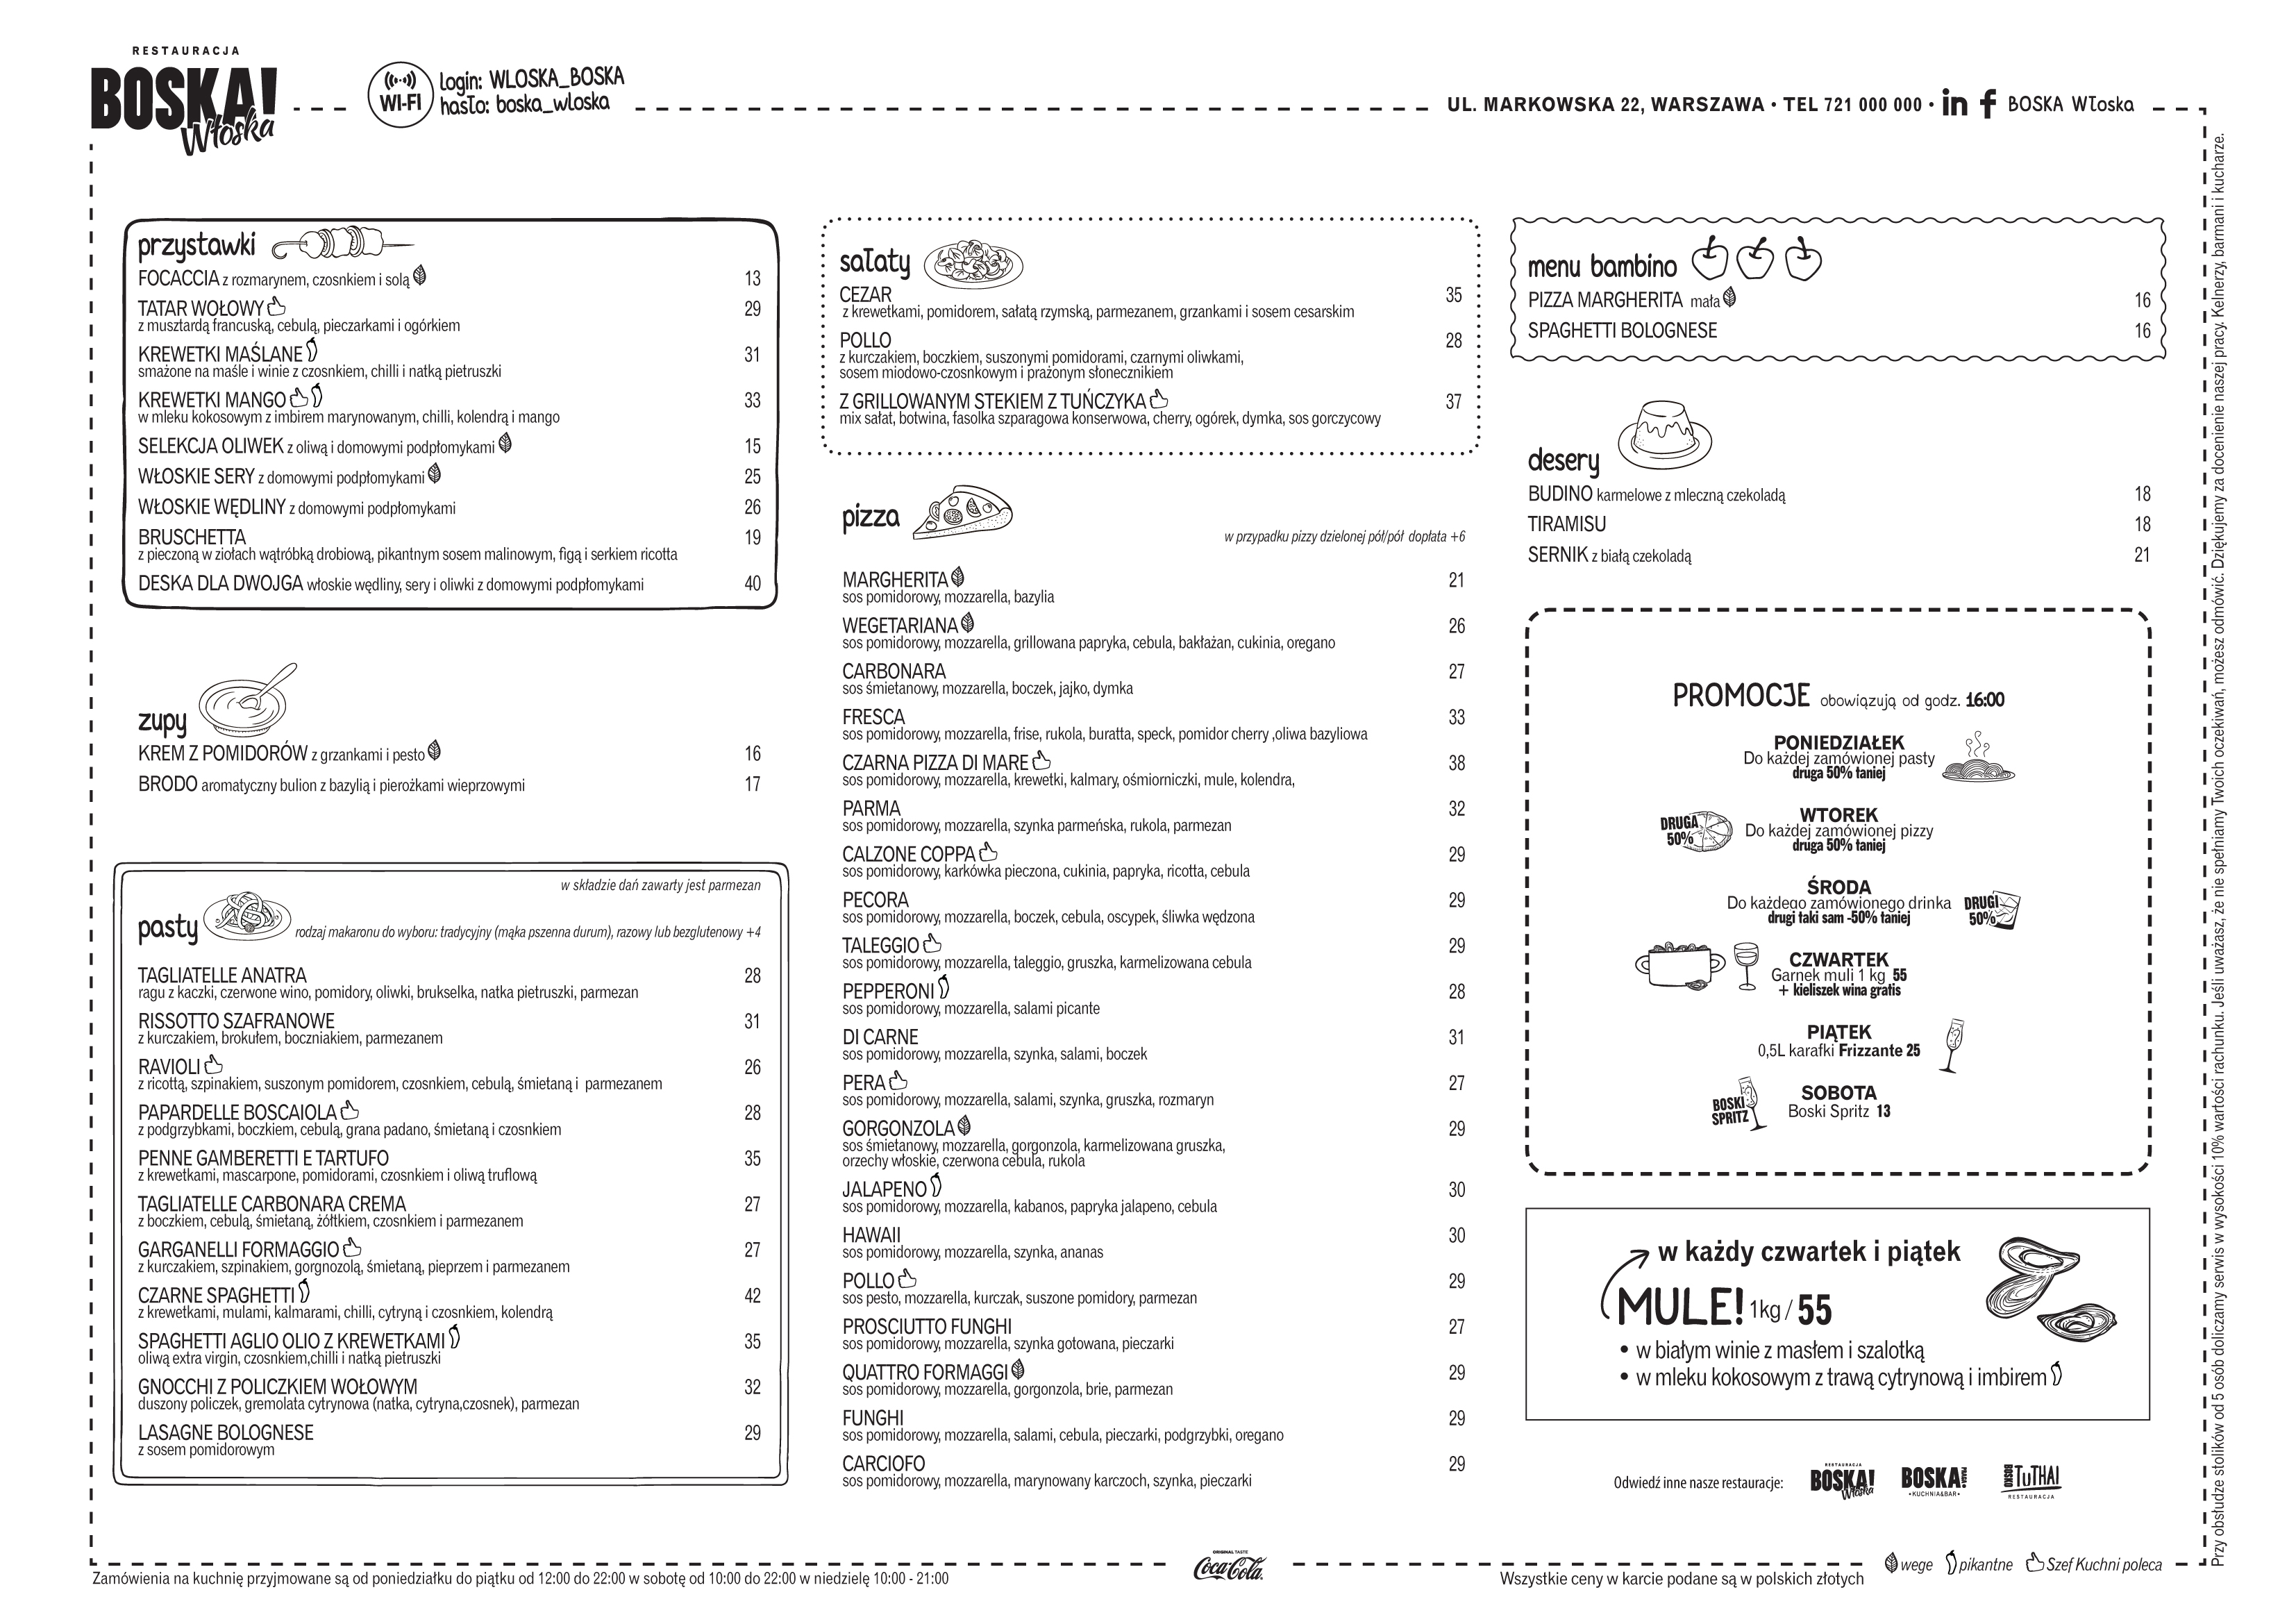 RESTAURACJA
BOSKA!
Włoska
WI-FI
login: WLOSKA_BOSKA
hasło: boska_wloska
UL. MARKOWSKA 22, WARSZAWA • TEL 721 000 000 • in f BOSKA Włoska
przystawki
FOCACCIA z rozmarynem, czosnkiem i solą 13
TATAR WOŁOWY 29
z musztardą francuską, cebulą, pieczarkami i ogórkiem
KREWETKI MAŚLANE 31
smażone na maśle i winie z czosnkiem, chilli i natką pietruszki
KREWETKI MANGO 33
w mleku kokosowym z imbirem marynowanym, chilli, kolendrą i mango
SELEKCJA OLIWEK z oliwą i domowymi podpłomykami 15
WŁOSKIE SERY z domowymi podpłomykami 25
WŁOSKIE WĘDLINY z domowymi podpłomykami 26
BRUSCHETTA 19
z pieczoną w ziołach wątróbką drobiową, pikantnym sosem malinowym, figą i serkiem ricotta
DESKA DLA DWOJGA włoskie wędliny, sery i oliwki z domowymi podpłomykami 40
zupy
KREM Z POMIDORÓW z grzankami i pesto 16
BRODO aromatyczny bulion z bazylią i pierożkami wieprzowymi 17
w składzie dań zawarty jest parmezan
pasty
rodzaj makaronu do wyboru: tradycyjny (mąka pszenna durum), razowy lub bezglutenowy +4
TAGLIATELLE ANATRA 28
ragu z kaczki, czerwone wino, pomidory, oliwki, brukselka, natka pietruszki, parmezan
RISSOTTO SZAFRANOWE 31
z kurczakiem, brokułem, boczniakiem, parmezanem
RAVIOLI 26
z ricottą, szpinakiem, suszonym pomidorem, czosnkiem, cebulą, śmietaną i parmezanem
PAPARDELLE BOSCAIOLA 28
z podgrzybkami, boczkiem, cebulą, grana padano, śmietaną i czosnkiem
PENNE GAMBERETTI E TARTUFO 35
z krewetkami, mascarpone, pomidorami, czosnkiem i oliwą truflową
TAGLIATELLE CARBONARA CREMA 27
z boczkiem, cebulą, śmietaną, żółtkiem, czosnkiem i parmezanem
GARGANELLI FORMAGGIO 27
z kurczakiem, szpinakiem, gorgnozolą, śmietaną, pieprzem i parmezanem
CZARNE SPAGHETTI 42
z krewetkami, mulami, kalmarami, chilli, cytryną i czosnkiem, kolendrą
SPAGHETTI AGLIO OLIO Z KREWETKAMI 35
oliwą extra virgin, czosnkiem,chilli i natką pietruszki
GNOCCHI Z POLICZKIEM WOŁOWYM 32
duszony policzek, gremolata cytrynowa (natka, cytryna,czosnek), parmezan
LASAGNE BOLOGNESE 29
z sosem pomidorowym
sałaty
CEZAR 35
z krewetkami, pomidorem, sałatą rzymską, parmezanem, grzankami i sosem cesarskim
POLLO 28
z kurczakiem, boczkiem, suszonymi pomidorami, czarnymi oliwkami,
sosem miodowo-czosnkowym i prażonym słonecznikiem
Z GRILLOWANYM STEKIEM Z TUŃCZYKA 37
mix sałat, botwina, fasolka szparagowa konserwowa, cherry, ogórek, dymka, sos gorczycowy
pizza
w przypadku pizzy dzielonej pół/pół dopłata +6
MARGHERITA 21
sos pomidorowy, mozzarella, bazylia
WEGETARIANA 26
sos pomidorowy, mozzarella, grillowana papryka, cebula, bakłażan, cukinia, oregano
CARBONARA 27
sos śmietanowy, mozzarella, boczek, jajko, dymka
FRESCA 33
sos pomidorowy, mozzarella, frise, rukola, buratta, speck, pomidor cherry ,oliwa bazyliowa
CZARNA PIZZA DI MARE 38
sos pomidorowy, mozzarella, krewetki, kalmary, ośmiorniczki, mule, kolendra,
PARMA 32
sos pomidorowy, mozzarella, szynka parmeńska, rukola, parmezan
CALZONE COPPA 29
sos pomidorowy, karkówka pieczona, cukinia, papryka, ricotta, cebula
PECORA 29
sos pomidorowy, mozzarella, boczek, cebula, oscypek, śliwka wędzona
TALEGGIO 29
sos pomidorowy, mozzarella, taleggio, gruszka, karmelizowana cebula
PEPPERONI 28
sos pomidorowy, mozzarella, salami picante
DI CARNE 31
sos pomidorowy, mozzarella, szynka, salami, boczek
PERA 27
sos pomidorowy, mozzarella, salami, szynka, gruszka, rozmaryn
GORGONZOLA 29
sos śmietanowy, mozzarella, gorgonzola, karmelizowana gruszka,
orzechy włoskie, czerwona cebula, rukola
JALAPENO 30
sos pomidorowy, mozzarella, kabanos, papryka jalapeno, cebula
HAWAII 30
sos pomidorowy, mozzarella, szynka, ananas
POLLO 29
sos pesto, mozzarella, kurczak, suszone pomidory, parmezan
PROSCIUTTO FUNGHI 27
sos pomidorowy, mozzarella, szynka gotowana, pieczarki
QUATTRO FORMAGGI 29
sos pomidorowy, mozzarella, gorgonzola, brie, parmezan
FUNGHI 29
sos pomidorowy, mozzarella, salami, cebula, pieczarki, podgrzybki, oregano
CARCIOFO 29
sos pomidorowy, mozzarella, marynowany karczoch, szynka, pieczarki
menu bambino
PIZZA MARGHERITA mała 16
SPAGHETTI BOLOGNESE 16
desery
BUDINO karmelowe z mleczną czekoladą 18
TIRAMISU 18
SERNIK z białą czekoladą 21
PROMOCJE obowiązują od godz. 16:00
PONIEDZIAŁEK
Do każdej zamówionej pasty
druga 50% taniej
WTOREK
Do każdej zamówionej pizzy
druga 50% taniej
DRUGA
50%
ŚRODA
Do każdego zamówionego drinka
drugi taki sam -50% taniej
DRUGI
50%
CZWARTEK
Garnek muli 1 kg 55
+ kieliszek wina gratis
PIĄTEK
0,5L karafki Frizzante 25
SOBOTA
Boski Spritz 13
BOSKI
SPRITZ
w każdy czwartek i piątek
MULE! 1kg / 55
• w białym winie z masłem i szalotką
• w mleku kokosowym z trawą cytrynową i imbirem
Odwiedź inne nasze restauracje:
RESTAURACJA
BOSKA!
Włoska
BOSKA! PRAGA
•KUCHNIA&BAR•
BOSKO TuTHAI
RESTAURACJA
Przy obsłudze stolików od 5 osób doliczamy serwis w wysokości 10% wartości rachunku. Jeśli uważasz, że nie spełniamy Twoich oczekiwań, możesz odmówić. Dziękujemy za docenienie naszej pracy. Kelnerzy, barmani i kucharze.
Zamówienia na kuchnię przyjmowane są od poniedziałku do piątku od 12:00 do 22:00 w sobotę od 10:00 do 22:00 w niedzielę 10:00 - 21:00
ORIGINAL TASTE
Coca-Cola
wege pikantne Szef Kuchni poleca
Wszystkie ceny w karcie podane są w polskich złotych